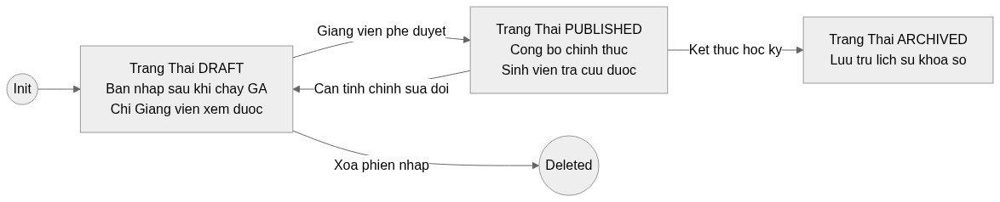 Init
Trang Thai DRAFT
Ban nhap sau khi chay GA
Chi Giang vien xem duoc
Giang vien phe duyet
Can tinh chinh sua doi
Xoa phien nhap
Trang Thai PUBLISHED
Cong bo chinh thuc
Sinh vien tra cuu duoc
Deleted
Ket thuc hoc ky
Trang Thai ARCHIVED
Luu tru lich su khoa so